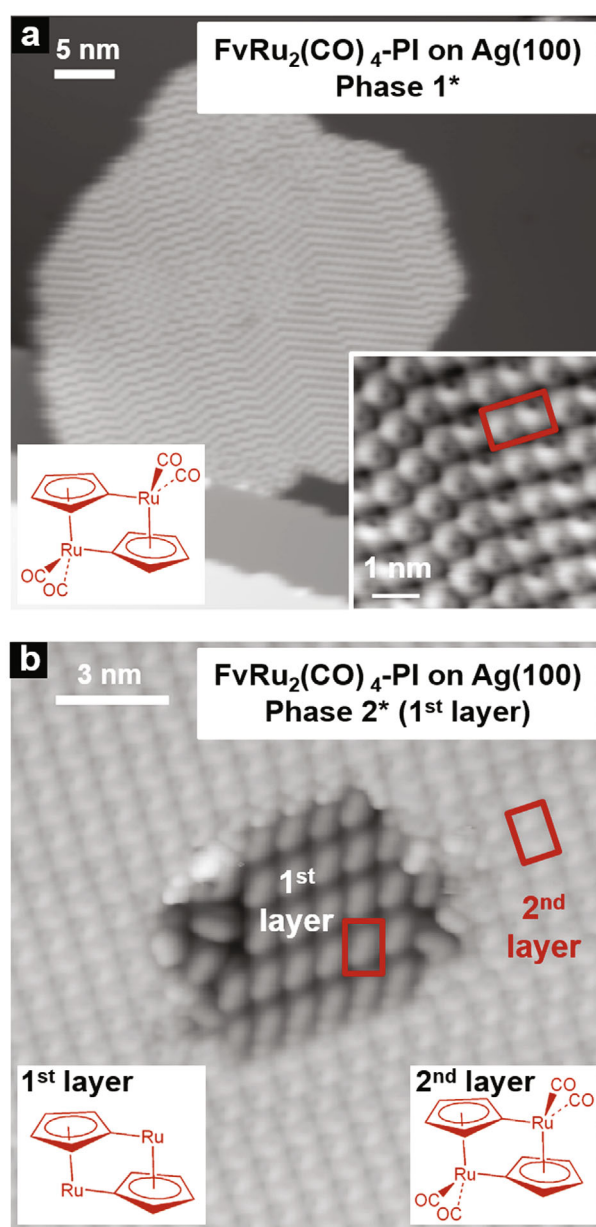 a
5 nm
FvRu₂(CO)₄-PI on Ag(100)
Phase 1*
CO
CO
Ru
Ru
OC
OC
1 nm
b
3 nm
FvRu₂(CO)₄-PI on Ag(100)
Phase 2* (1ˢᵗ layer)
1ˢᵗ
layer
2ⁿᵈ
layer
1ˢᵗ layer
Ru
Ru
2ⁿᵈ layer
CO
CO
Ru
Ru
OC
OC